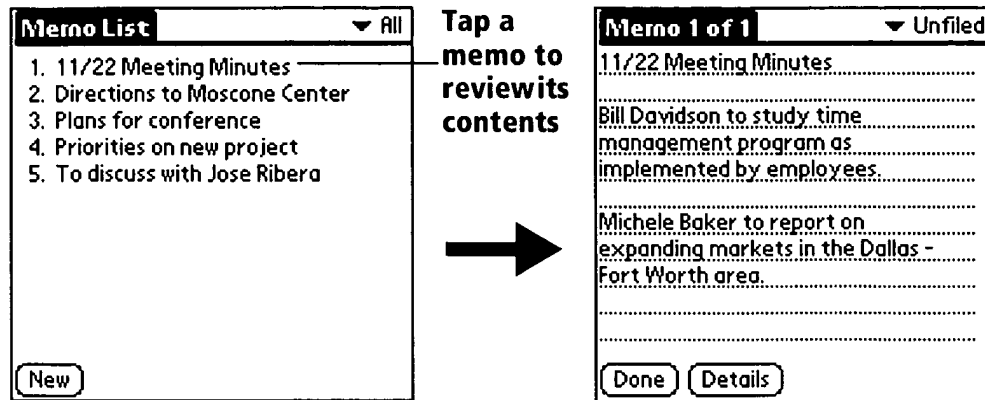 Memo List
All
1. 11/22 Meeting Minutes
2. Directions to Moscone Center
3. Plans for conference
4. Priorities on new project
5. To discuss with Jose Ribera
New
Tap a
memo to
reviewits
contents
Memo 1 of 1
Unfiled
11/22 Meeting Minutes
Bill Davidson to study time
management program as
implemented by employees.
Michele Baker to report on
expanding markets in the Dallas -
Fort Worth area.
Done
Details